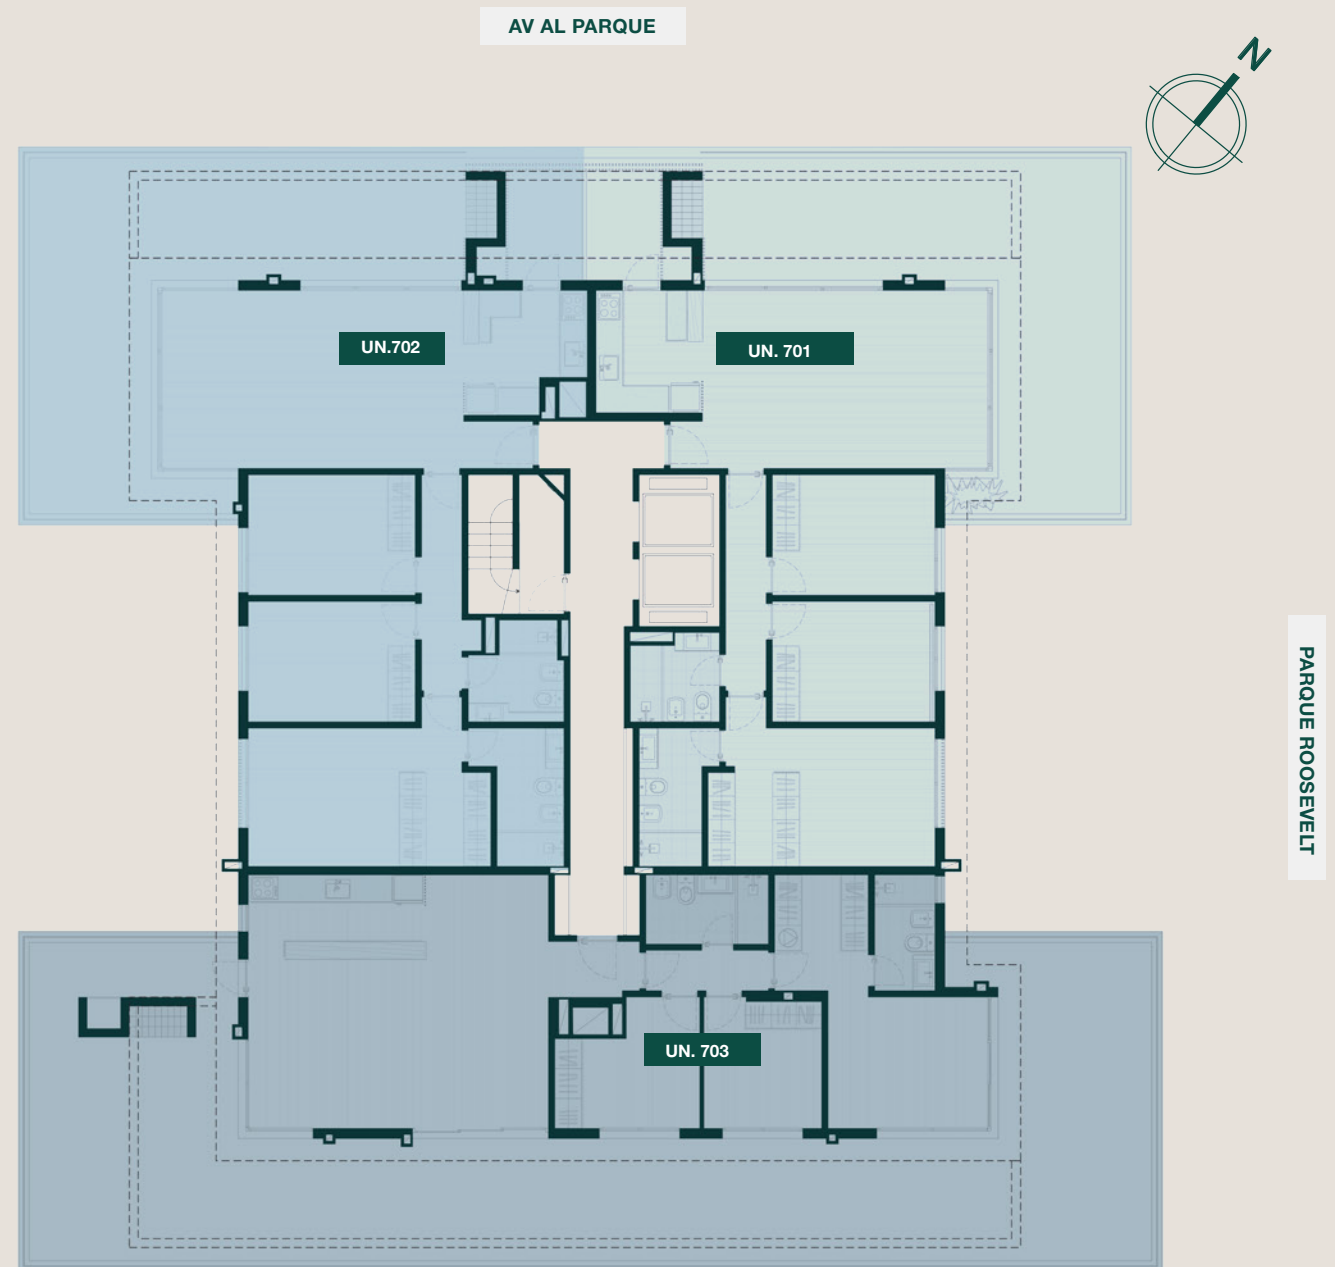 AV AL PARQUE
N
UN.702
UN. 701
PARQUE ROOSEVELT
UN. 703